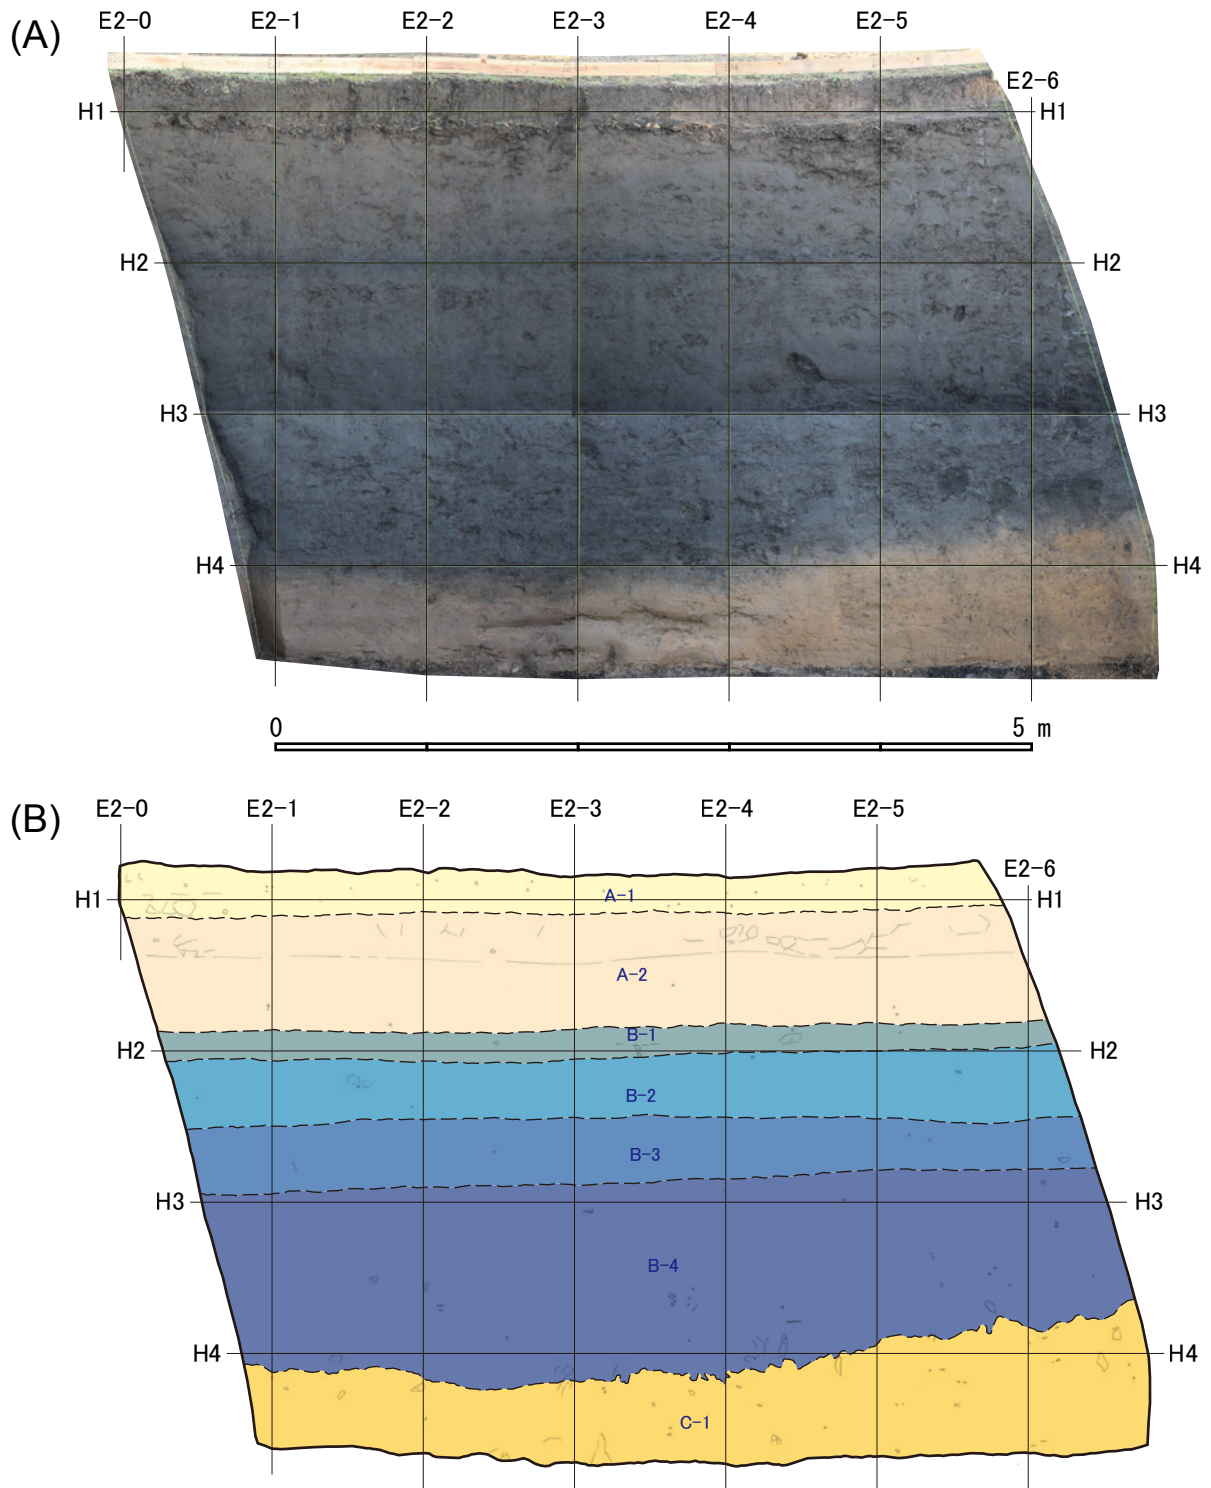 (A)
E2-0 E2-1 E2-2 E2-3 E2-4 E2-5
E2-6
H1 H1
H2 H2
H3 H3
H4 H4
0 5 m
(B)
E2-0 E2-1 E2-2 E2-3 E2-4 E2-5
E2-6
H1 A-1 H1
A-2
B-1
H2 H2
B-2
B-3
H3 H3
B-4
H4 H4
C-1